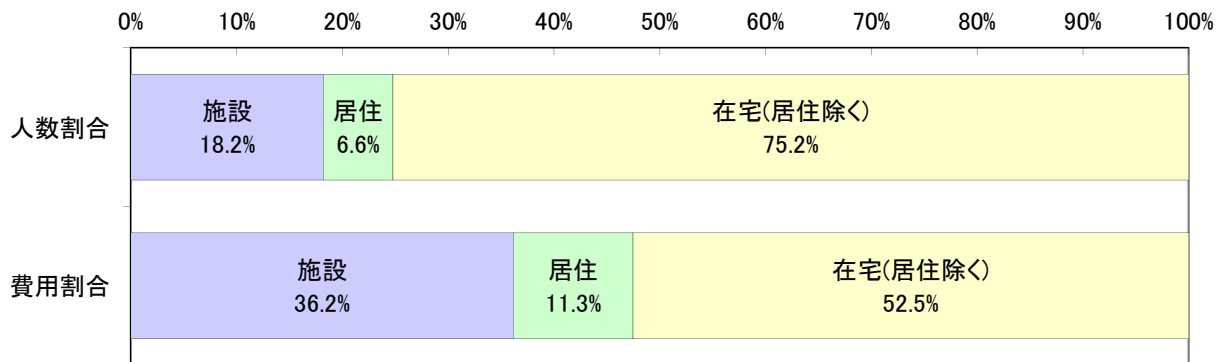 0% 10% 20% 30% 40% 50% 60% 70% 80% 90% 100%
人数割合
施設 居住 在宅(居住除く)
18.2% 6.6% 75.2%
費用割合
施設 居住 在宅(居住除く)
36.2% 11.3% 52.5%